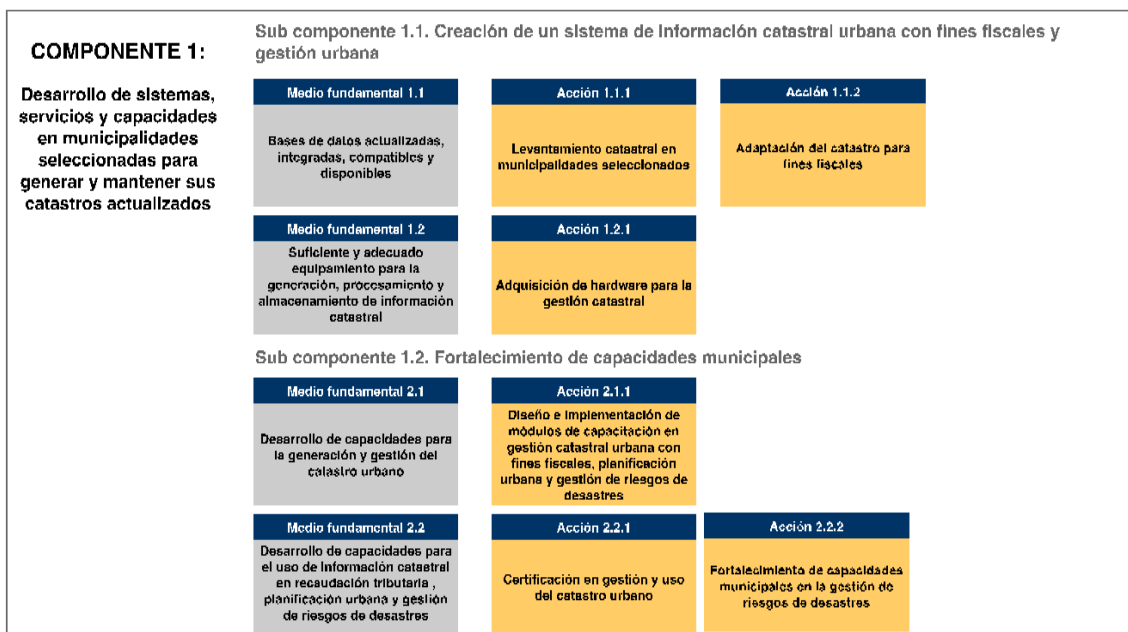 COMPONENTE 1:
Desarrollo de sistemas,
servicios y capacidades
en municipalidades
seleccionadas para
generar y mantener sus
catastros actualizados
Sub componente 1.1. Creación de un sistema de información catastral urbana con fines fiscales y
gestión urbana
Medio fundamental 1.1
Bases de datos actualizadas,
integradas, compatibles y
disponibles
Acción 1.1.1
Levantamiento catastral en
municipalidades seleccionados
Acción 1.1.2
Adaptación del catastro para
fines fiscales
Medio fundamental 1.2
Suficiente y adecuado
equipamiento para la
generación, procesamiento y
almacenamiento de información
catastral
Acción 1.2.1
Adquisición de hardware para la
gestión catastral
Sub componente 1.2. Fortalecimiento de capacidades municipales
Medio fundamental 2.1
Desarrollo de capacidades para
la generación y gestión del
catastro urbano
Acción 2.1.1
Diseño e implementación de
módulos de capacitación en
gestión catastral urbana con
fines fiscales, planificación
urbana y gestión de riesgos de
desastres
Medio fundamental 2.2
Desarrollo de capacidades para
el uso de información catastral
en recaudación tributaria ,
planificación urbana y gestión
de riesgos de desastres
Acción 2.2.1
Certificación en gestión y uso
del catastro urbano
Acción 2.2.2
Fortalecimiento de capacidades
municipales en la gestión de
riesgos de desastres